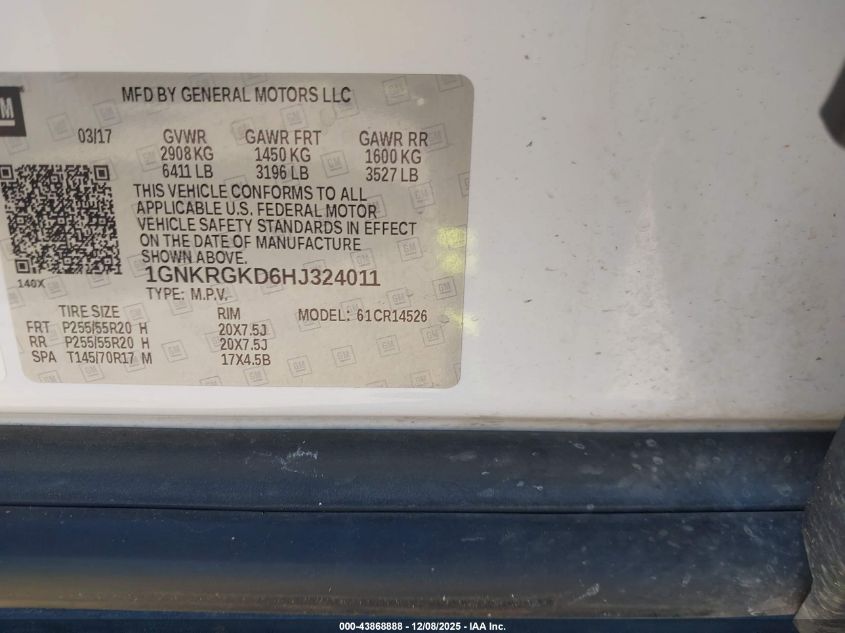 GM
MFD BY GENERAL MOTORS LLC
03/17 GVWR GAWR FRT GAWR RR
2908 KG 1450 KG 1600 KG
6411 LB 3196 LB 3527 LB
THIS VEHICLE CONFORMS TO ALL
APPLICABLE U.S. FEDERAL MOTOR
VEHICLE SAFETY STANDARDS IN EFFECT
ON THE DATE OF MANUFACTURE
SHOWN ABOVE.
140X
1GNKRGKD6HJ324011
TYPE: M.P.V.
TIRE SIZE RIM MODEL: 61CR14526
FRT P255/55R20 H 20X7.5J
RR P255/55R20 H 20X7.5J
SPA T145/70R17 M 17X4.5B
000-43868888 - 12/08/2025 - IAA Inc.